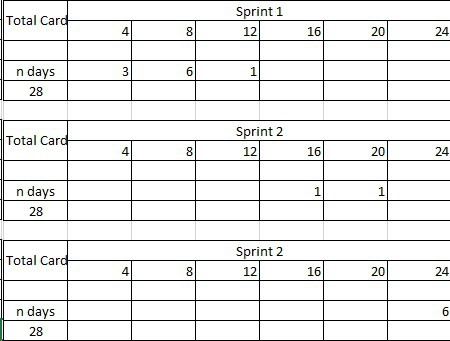 Total Card Sprint 1
4 8 12 16 20 24
n days 3 6 1
28
Total Card Sprint 2
4 8 12 16 20 24
n days 1 1
28
Total Card Sprint 2
4 8 12 16 20 24
n days 6
28